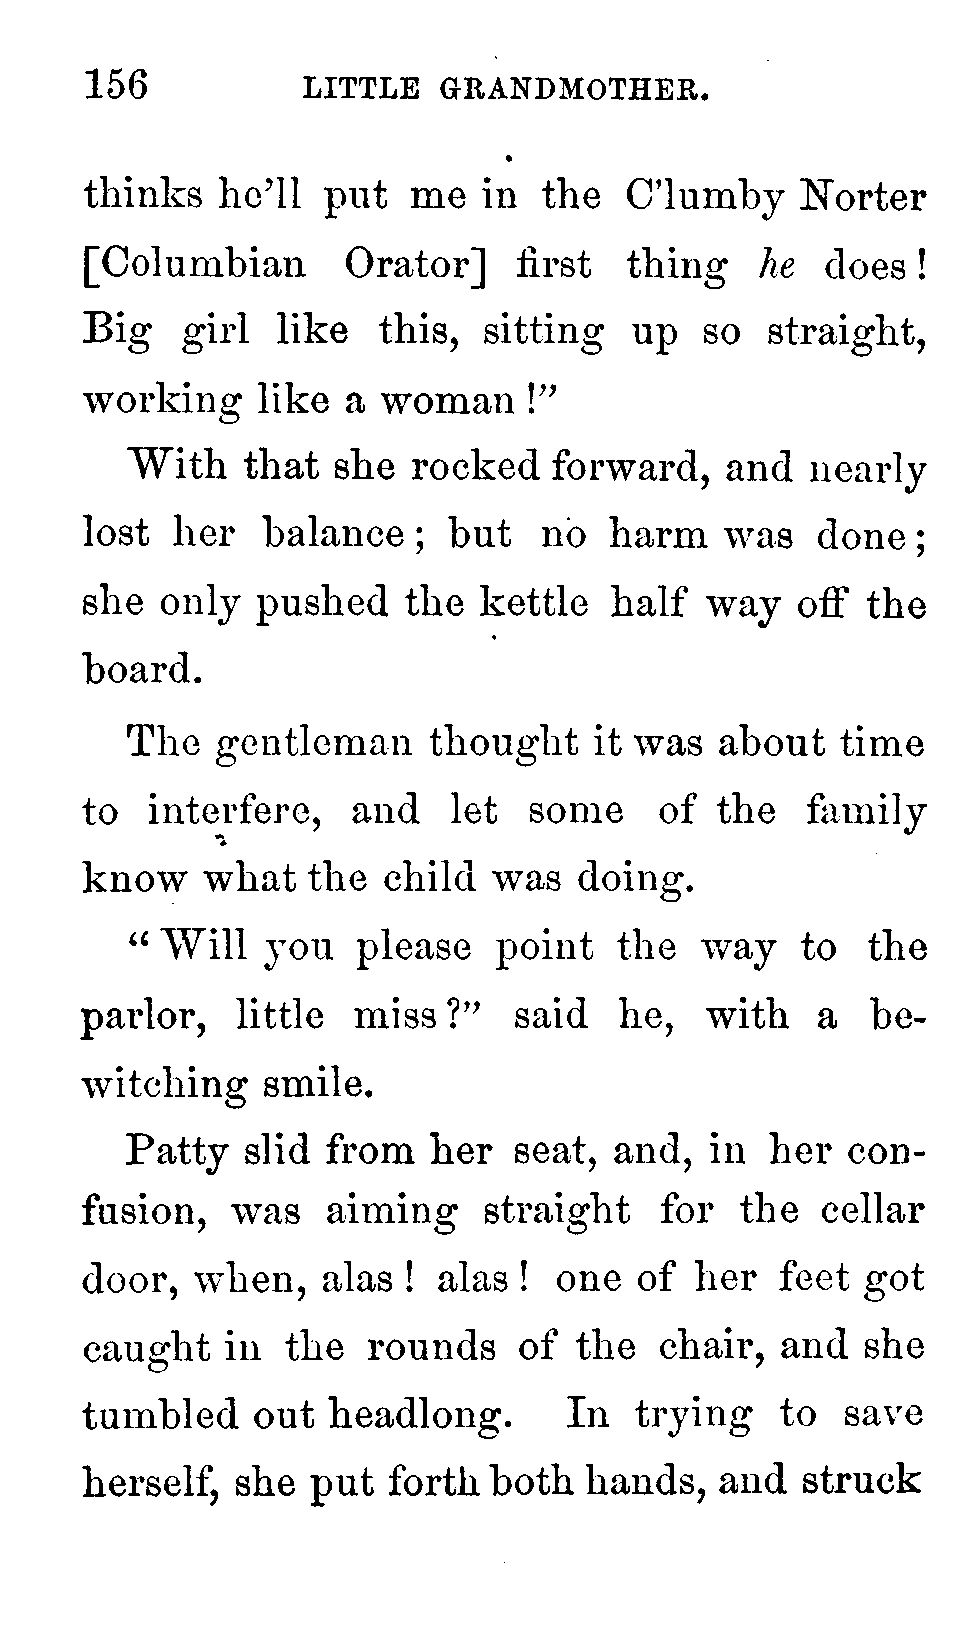 156 LITTLE GRANDMOTHER.
thinks he'll put me in the C'lumby Norter
[Columbian Orator] first thing he does!
Big girl like this, sitting up so straight,
working like a woman!"
With that she rocked forward, and nearly
lost her balance; but no harm was done;
she only pushed the kettle half way off the
board.
The gentleman thought it was about time
to interfere, and let some of the family
know what the child was doing.
"Will you please point the way to the
parlor, little miss?" said he, with a be-
witching smile.
Patty slid from her seat, and, in her con-
fusion, was aiming straight for the cellar
door, when, alas! alas! one of her feet got
caught in the rounds of the chair, and she
tumbled out headlong. In trying to save
herself, she put forth both hands, and struck